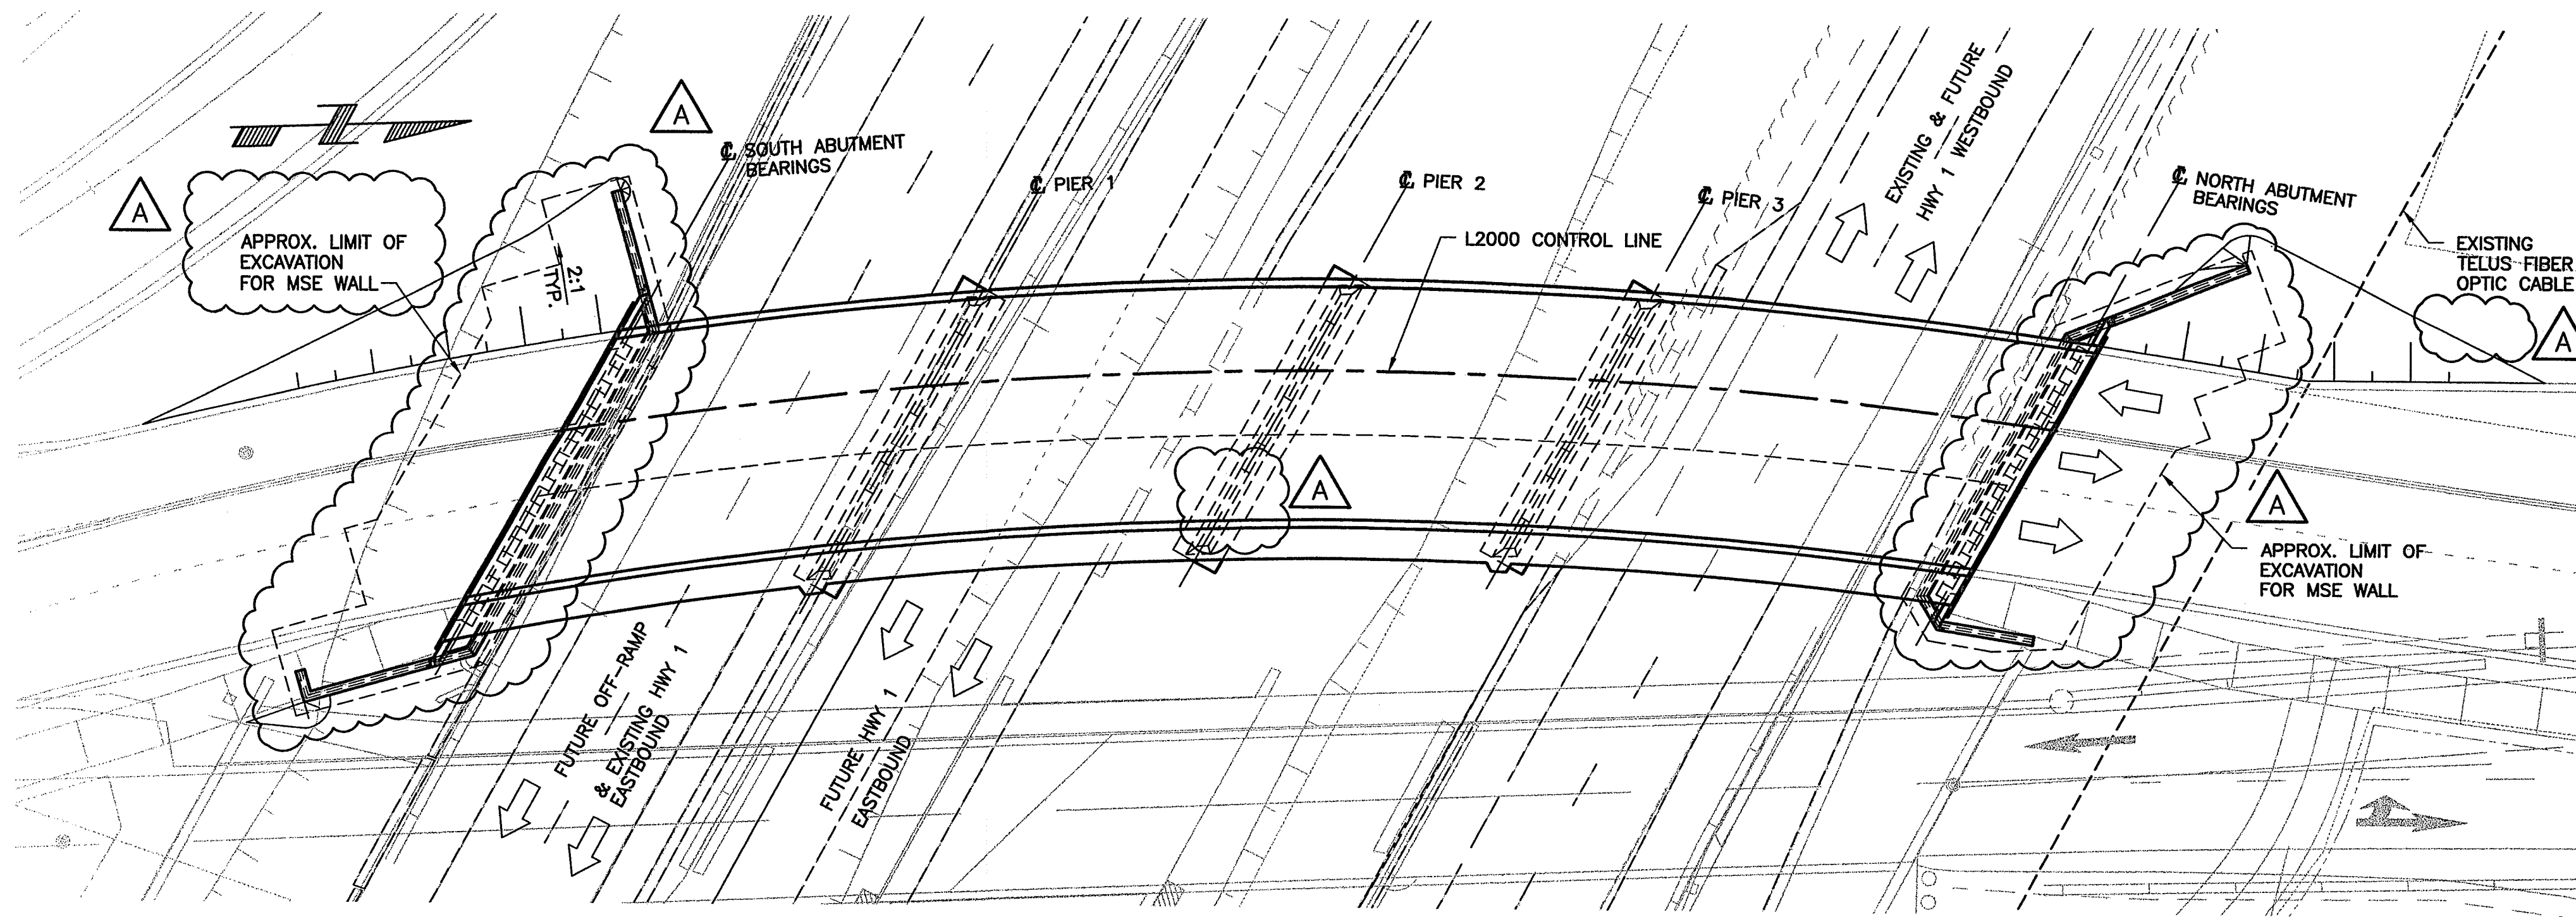 A
A
APPROX. LIMIT OF
EXCAVATION
FOR MSE WALL
2:1
TYP.
℄ SOUTH ABUTMENT
BEARINGS
℄ PIER 1
℄ PIER 2
℄ PIER 3
L2000 CONTROL LINE
EXISTING & FUTURE
HWY 1 WESTBOUND
℄ NORTH ABUTMENT
BEARINGS
EXISTING
TELUS FIBER
OPTIC CABLE
A
A
A
APPROX. LIMIT OF
EXCAVATION
FOR MSE WALL
FUTURE OFF-RAMP
& EXISTING HWY 1
EASTBOUND
FUTURE HWY 1
EASTBOUND